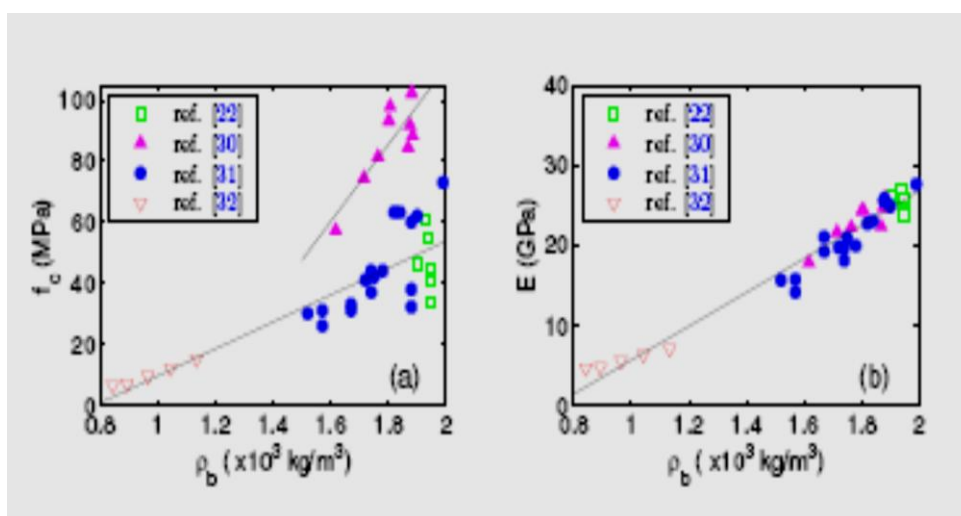 100
80
60
40
20
0
f_c (MPa)
ref. [22]
ref. [30]
ref. [31]
ref. [32]
(a)
0.8 1 1.2 1.4 1.6 1.8 2
ρ_b ( x10³ kg/m³)
40
30
20
10
0
E (GPa)
ref. [22]
ref. [30]
ref. [31]
ref. [32]
(b)
0.8 1 1.2 1.4 1.6 1.8 2
ρ_b ( x10³ kg/m³)